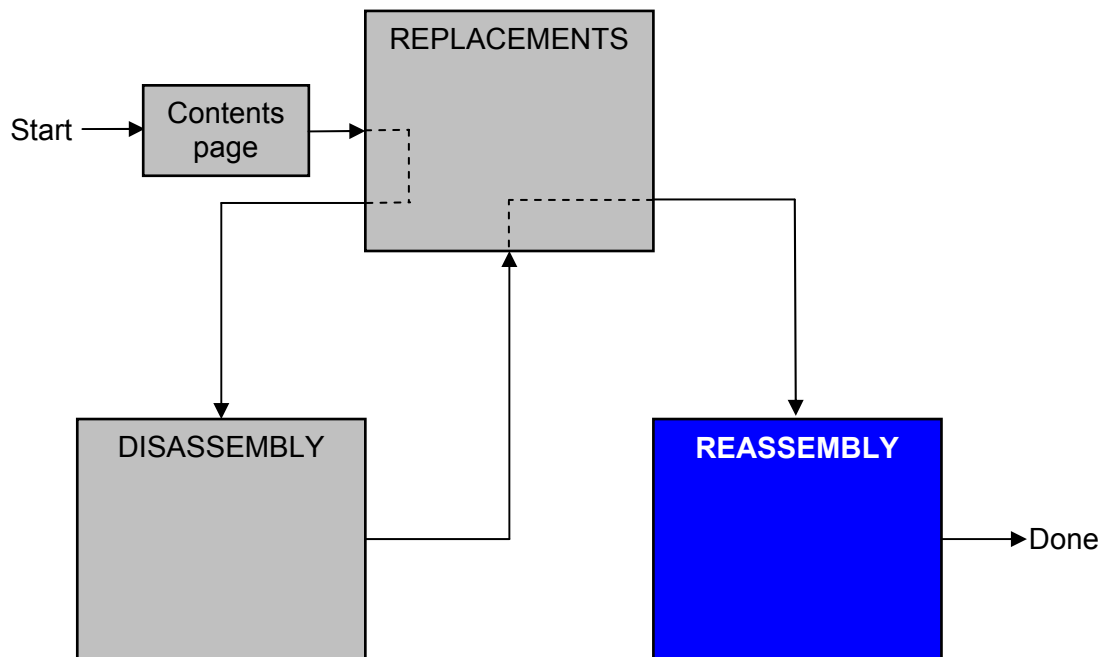 REPLACEMENTS
Start
Contents
page
DISASSEMBLY
REASSEMBLY
Done